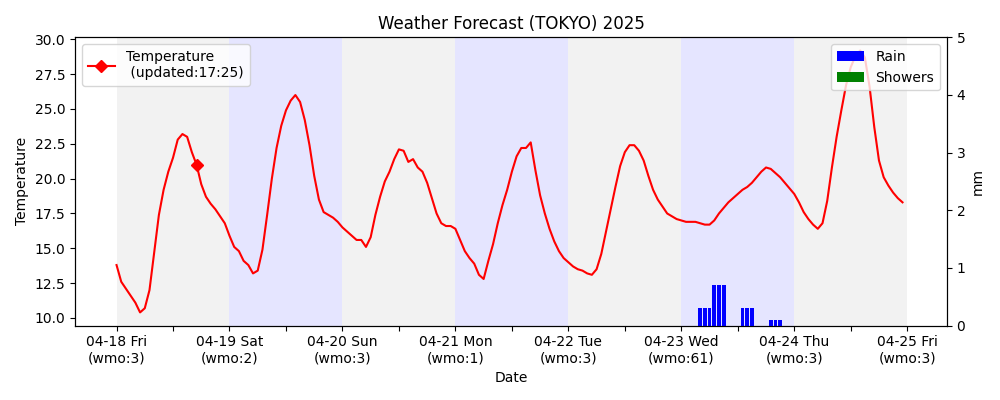 Weather Forecast (TOKYO) 2025
Temperature
(updated:17:25)
Rain
Showers
Temperature
30.0
27.5
25.0
22.5
20.0
17.5
15.0
12.5
10.0
5
4
3
2
1
0
mm
04-18 Fri
(wmo:3)
04-19 Sat
(wmo:2)
04-20 Sun
(wmo:3)
04-21 Mon
(wmo:1)
04-22 Tue
(wmo:3)
04-23 Wed
(wmo:61)
04-24 Thu
(wmo:3)
04-25 Fri
(wmo:3)
Date